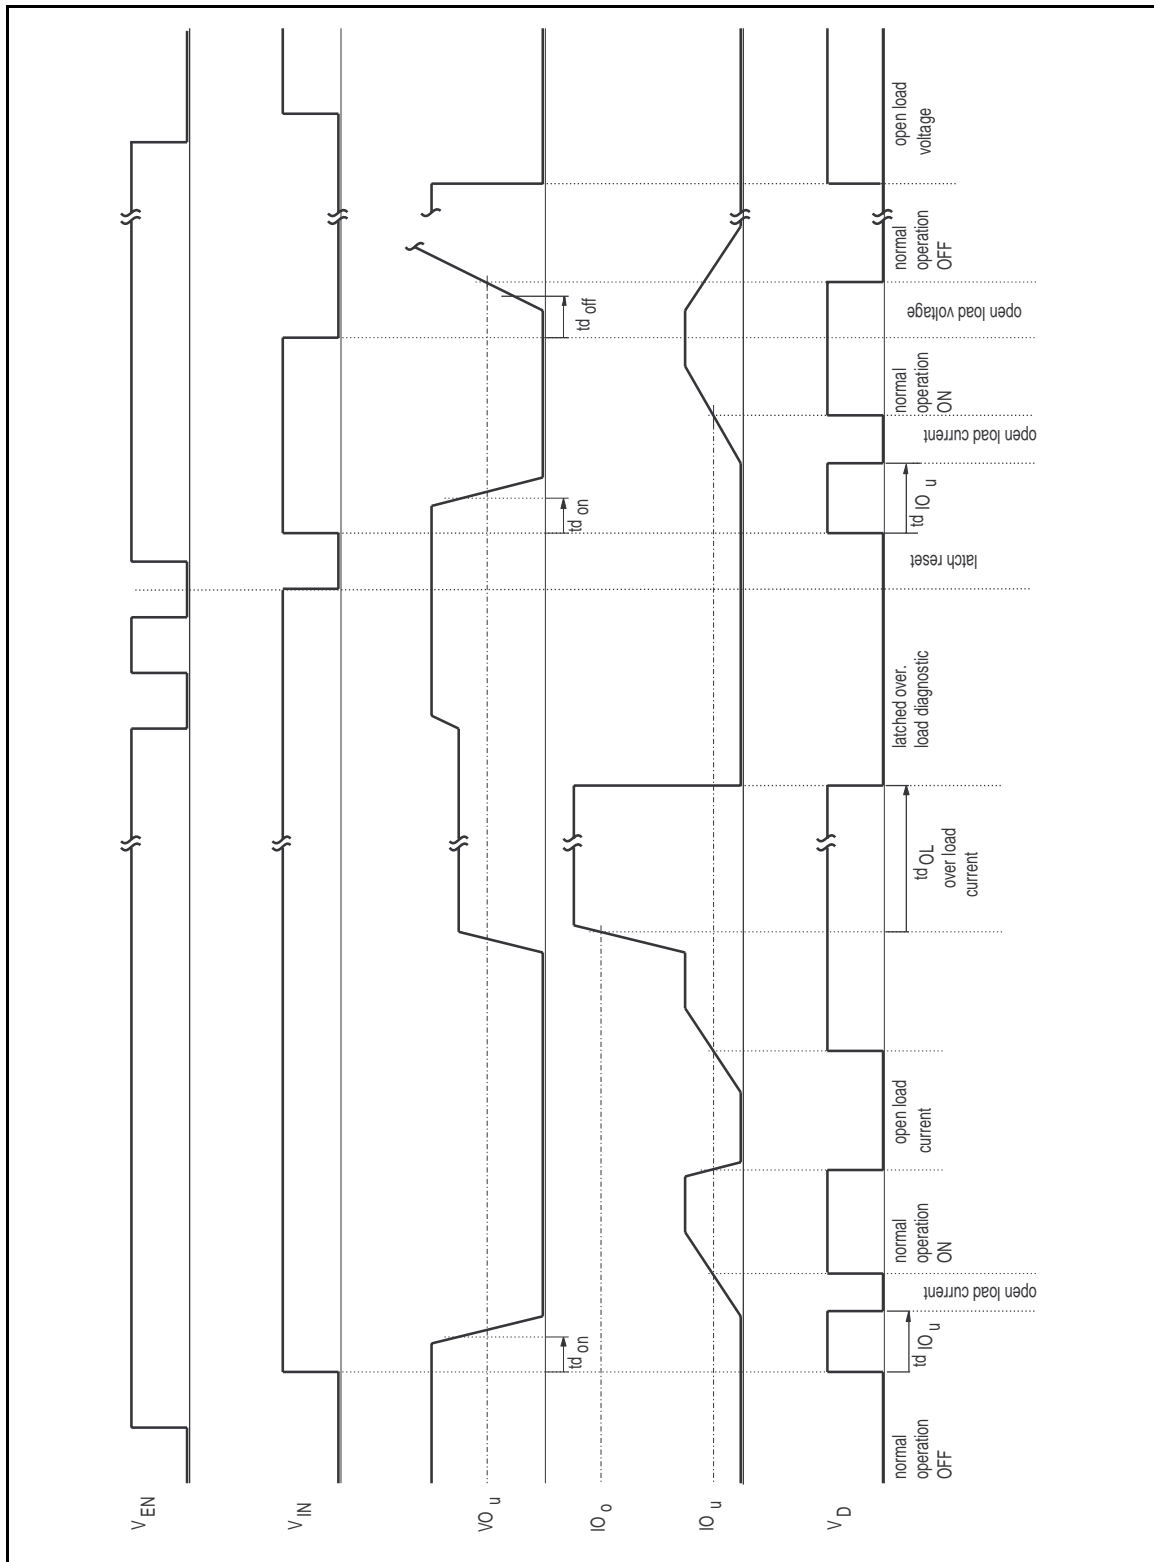 V EN
V IN
VO u
IO o
IO u
V D
td on
td on
td off
normal
operation
OFF
td IO u
open load current
normal
operation
ON
open load
current
td OL
over load
current
latched over.
load diagnostic
latch reset
td IO u
open load current
normal
operation
ON
open load voltage
normal
operation
OFF
open load
voltage